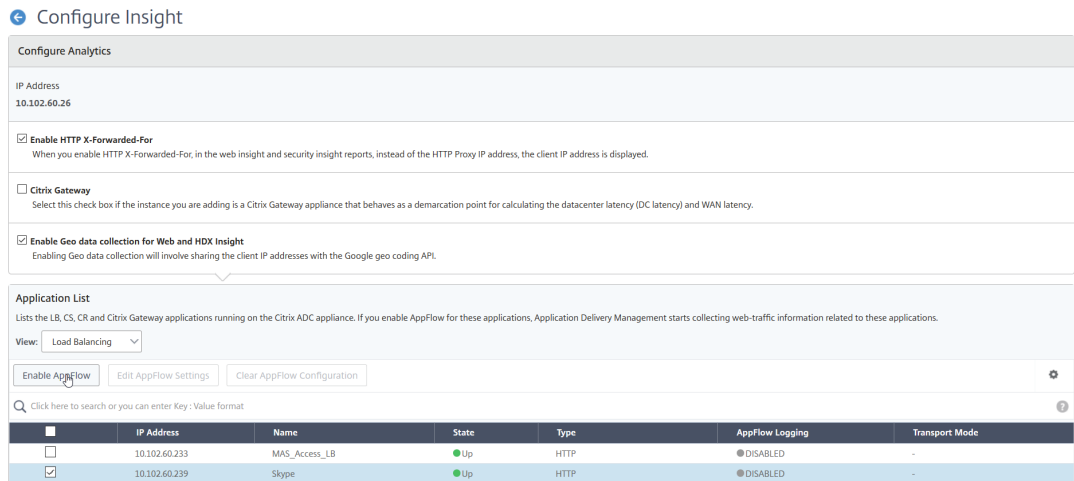 Configure Insight
Configure Analytics
IP Address
10.102.60.26
Enable HTTP X-Forwarded-For
When you enable HTTP X-Forwarded-For, in the web insight and security insight reports, instead of the HTTP Proxy IP address, the client IP address is displayed.
Citrix Gateway
Select this check box if the instance you are adding is a Citrix Gateway appliance that behaves as a demarcation point for calculating the datacenter latency (DC latency) and WAN latency.
Enable Geo data collection for Web and HDX Insight
Enabling Geo data collection will involve sharing the client IP addresses with the Google geo coding API.
Application List
Lists the LB, CS, CR and Citrix Gateway applications running on the Citrix ADC appliance. If you enable AppFlow for these applications, Application Delivery Management starts collecting web-traffic information related to these applications.
View: Load Balancing
Enable AppFlow Edit AppFlow Settings Clear AppFlow Configuration
Click here to search or you can enter Key : Value format ?
IP Address Name State Type AppFlow Logging Transport Mode
10.102.60.233 MAS_Access_LB Up HTTP DISABLED -
10.102.60.239 Skype Up HTTP DISABLED -